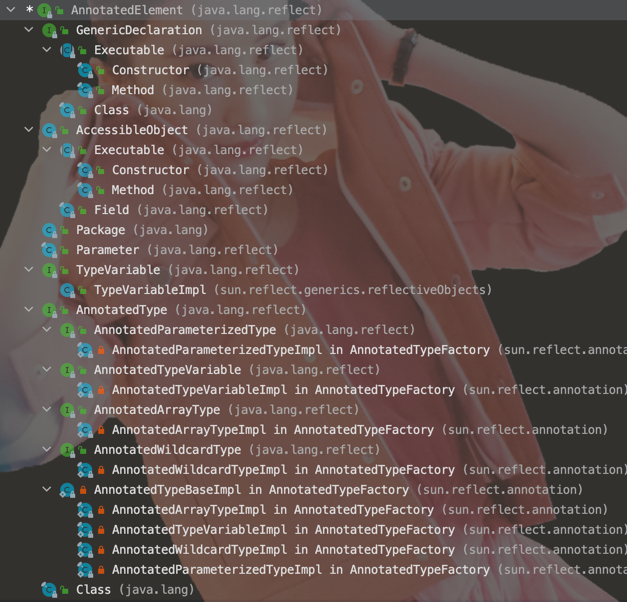 * AnnotatedElement (java.lang.reflect)
GenericDeclaration (java.lang.reflect)
Executable (java.lang.reflect)
Constructor (java.lang.reflect)
Method (java.lang.reflect)
Class (java.lang)
AccessibleObject (java.lang.reflect)
Executable (java.lang.reflect)
Constructor (java.lang.reflect)
Method (java.lang.reflect)
Field (java.lang.reflect)
Package (java.lang)
Parameter (java.lang.reflect)
TypeVariable (java.lang.reflect)
TypeVariableImpl (sun.reflect.generics.reflectiveObjects)
AnnotatedType (java.lang.reflect)
AnnotatedParameterizedType (java.lang.reflect)
AnnotatedParameterizedTypeImpl in AnnotatedTypeFactory (sun.reflect.annota
AnnotatedTypeVariable (java.lang.reflect)
AnnotatedTypeVariableImpl in AnnotatedTypeFactory (sun.reflect.annotation)
AnnotatedArrayType (java.lang.reflect)
AnnotatedArrayTypeImpl in AnnotatedTypeFactory (sun.reflect.annotation)
AnnotatedWildcardType (java.lang.reflect)
AnnotatedWildcardTypeImpl in AnnotatedTypeFactory (sun.reflect.annotation)
AnnotatedTypeBaseImpl in AnnotatedTypeFactory (sun.reflect.annotation)
AnnotatedArrayTypeImpl in AnnotatedTypeFactory (sun.reflect.annotation)
AnnotatedTypeVariableImpl in AnnotatedTypeFactory (sun.reflect.annotation)
AnnotatedWildcardTypeImpl in AnnotatedTypeFactory (sun.reflect.annotation)
AnnotatedParameterizedTypeImpl in AnnotatedTypeFactory (sun.reflect.annota
Class (java.lang)